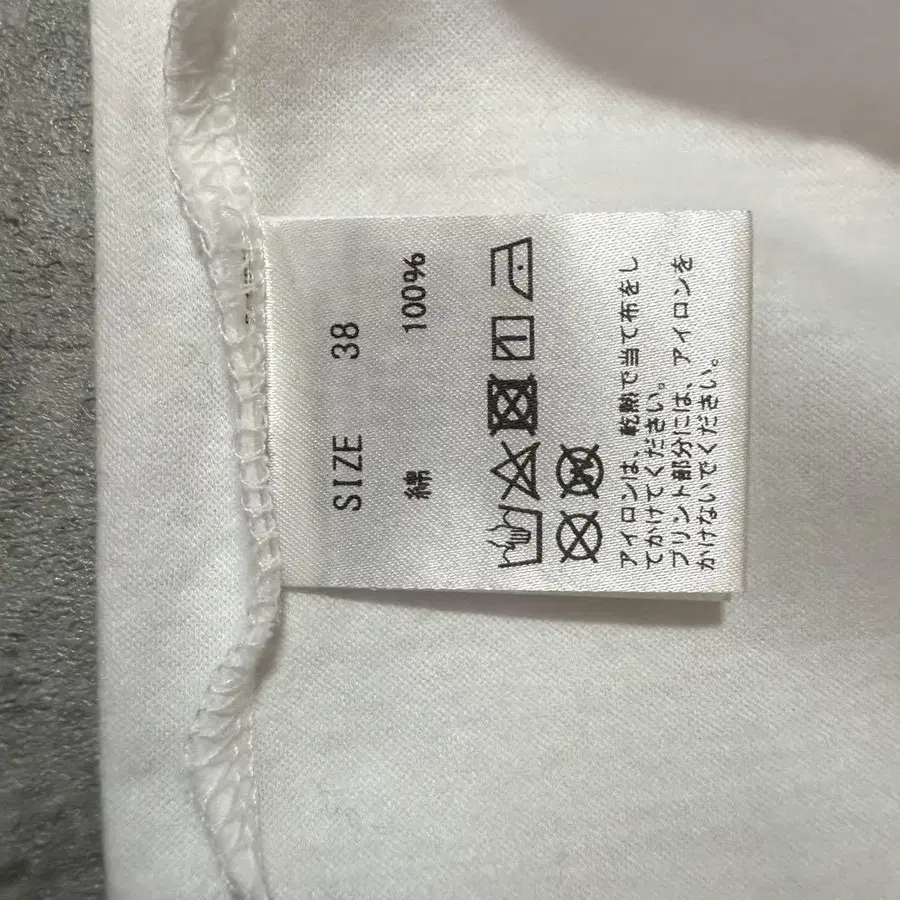 SIZE 38
綿 100%
アイロンは、乾熱で当て布をし
てかけてください。
プリント部分には、アイロンを
かけないでください。